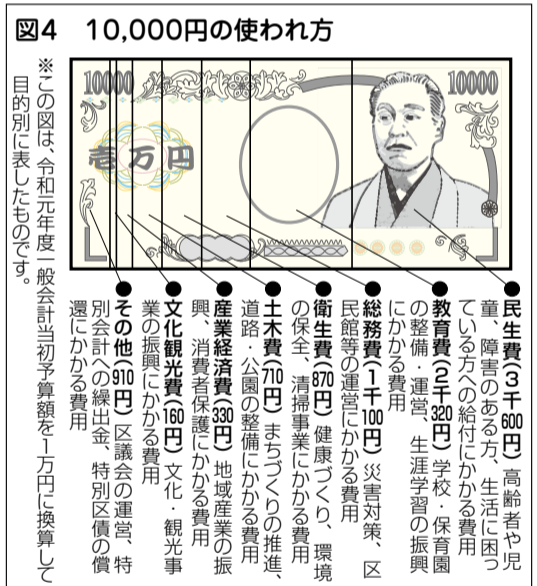 図4 10,000円の使われ方
10000
10000
壱万円
●民生費(3千600円) 高齢者や児
童、障害のある方、生活に困っ
ている方への給付にかかる費用
●教育費(2千320円) 学校・保育園
の整備・運営、生涯学習の振興
にかかる費用
●総務費(1千100円) 災害対策、区
民館等の運営にかかる費用
●衛生費(870円) 健康づくり、環境
の保全、清掃事業にかかる費用
●土木費(710円) まちづくりの推進、
道路・公園の整備にかかる費用
●産業経済費(330円) 地域産業の振
興、消費者保護にかかる費用
●文化観光費(160円) 文化・観光事
業の振興にかかる費用
●その他(910円) 区議会の運営、特
別会計への繰出金、特別区債の償
還にかかる費用
※この図は、令和元年度一般会計当初予算額を1万円に換算して
目的別に表したものです。